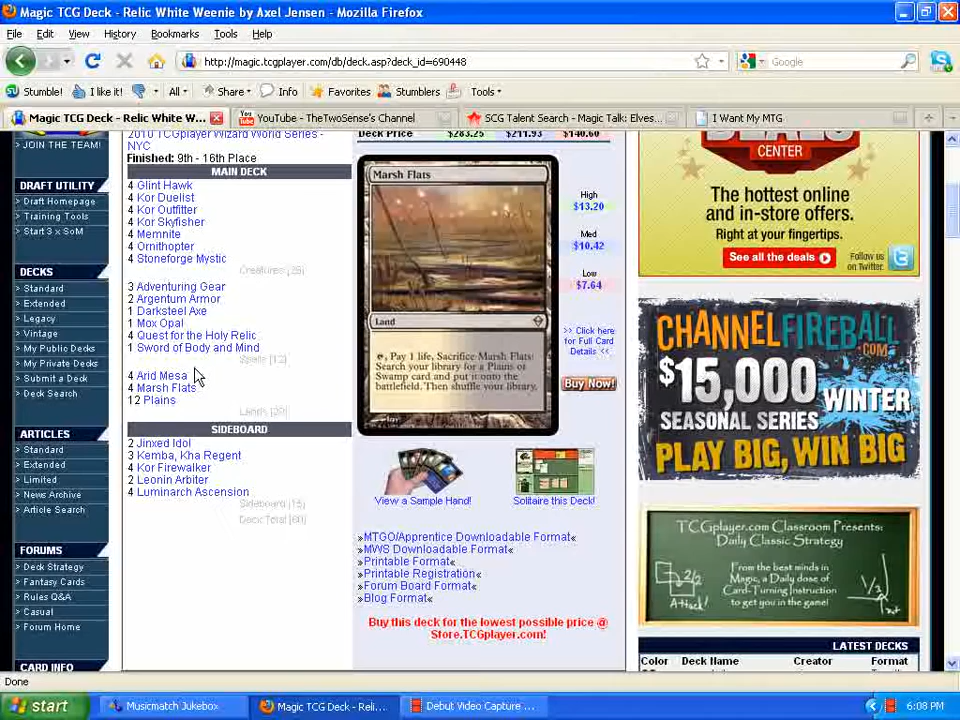 Magic TCG Deck - Relic White Weenie by Axel Jensen - Mozilla Firefox
File Edit View History Bookmarks Tools Help
http://magic.tcgplayer.com/db/deck.asp?deck_id=690448
Google
Stumble! I like it! All Share Info Favorites Stumblers Tools
Magic TCG Deck - Relic White W...
YouTube - TheTwoSense's Channel
SCG Talent Search - Magic Talk: Elves...
I Want My MTG
> JOIN THE TEAM!
DRAFT UTILITY
> Draft Homepage
> Training Tools
> Start 3 x SoM
DECKS
> Standard
> Extended
> Legacy
> Vintage
> My Public Decks
> My Private Decks
> Submit a Deck
> Deck Search
ARTICLES
> Standard
> Extended
> Limited
> News Archive
> Article Search
FORUMS
> Deck Strategy
> Fantasy Cards
> Rules Q&A
> Casual
> Forum Home
CARD INFO
2010 TCGplayer Wizard World Series -
NYC
Finished: 9th - 16th Place
MAIN DECK
4 Glint Hawk
4 Kor Duelist
4 Kor Outfitter
4 Kor Skyfisher
4 Memnite
4 Ornithopter
4 Stoneforge Mystic
3 Adventuring Gear
2 Argentum Armor
1 Darksteel Axe
1 Mox Opal
4 Quest for the Holy Relic
1 Sword of Body and Mind
Spells [12]
4 Arid Mesa
4 Marsh Flats
12 Plains
SIDEBOARD
2 Jinxed Idol
3 Kemba, Kha Regent
4 Kor Firewalker
2 Leonin Arbiter
4 Luminarch Ascension
Sideboard [15]
Deck Total [60]
Deck Price $283.25 $211.93 $140.60
Marsh Flats
Land
, Pay 1 life, Sacrifice Marsh Flats:
Search your library for a Plains or
Swamp card and put it onto the
battlefield. Then shuffle your library.
High
$13.20
Med
$10.42
Low
$7.64
>> Click here
for Full Card
Details <<
Buy Now!
View a Sample Hand!
Solitaire this Deck!
»MTGO/Apprentice Downloadable Format«
»MWS Downloadable Format«
»Printable Format«
»Printable Registration«
»Forum Board Format«
»Blog Format«
Buy this deck for the lowest possible price @
Store.TCGplayer.com!
CENTER
The hottest online
and in-store offers.
Right at your fingertips.
See all the deals
Follow us
on Twitter.
CHANNELFIREBALL
.COM
$15,000 WINTER
SEASONAL SERIES
PLAY BIG, WIN BIG
TCGplayer.com Classroom Presents:
Daily Classic Strategy
From the best minds in
Magic, a Daily dose of
Card-Turning Instruction
to get you in the game!
2/2
Attack!
LATEST DECKS
Color Deck Name Creator Format
Done
start
Musicmatch Jukebox
Magic TCG Deck - Reli...
Debut Video Capture ...
6:08 PM